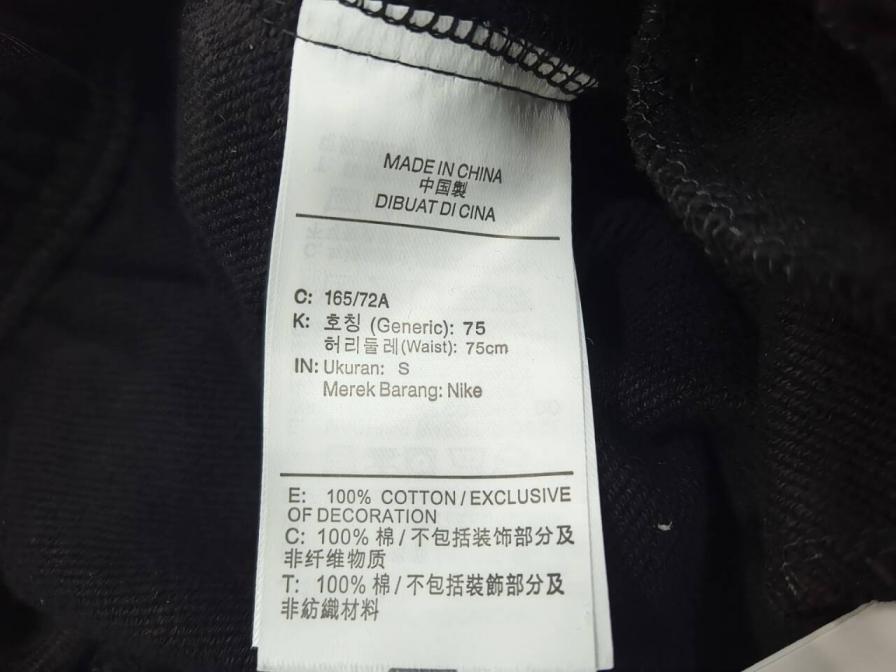 MADE IN CHINA
中国製
DIBUAT DI CINA
C: 165/72A
K: 호칭 (Generic): 75
허리둘레(Waist): 75cm
IN: Ukuran: S
Merek Barang: Nike
E: 100% COTTON / EXCLUSIVE
OF DECORATION
C: 100% 棉 / 不包括装饰部分及
非纤维物质
T: 100% 棉 / 不包括裝飾部分及
非紡織材料